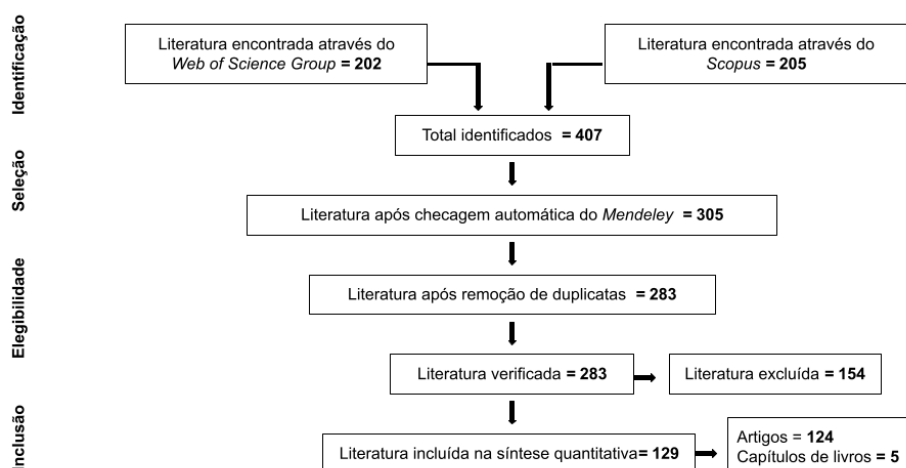 Identificação
Literatura encontrada através do
Web of Science Group = 202
Literatura encontrada através do
Scopus = 205
Total identificados = 407
Seleção
Literatura após checagem automática do Mendeley = 305
Elegibilidade
Literatura após remoção de duplicatas = 283
Literatura verificada = 283
Literatura excluída = 154
Inclusão
Literatura incluída na síntese quantitativa= 129
Artigos = 124
Capítulos de livros = 5